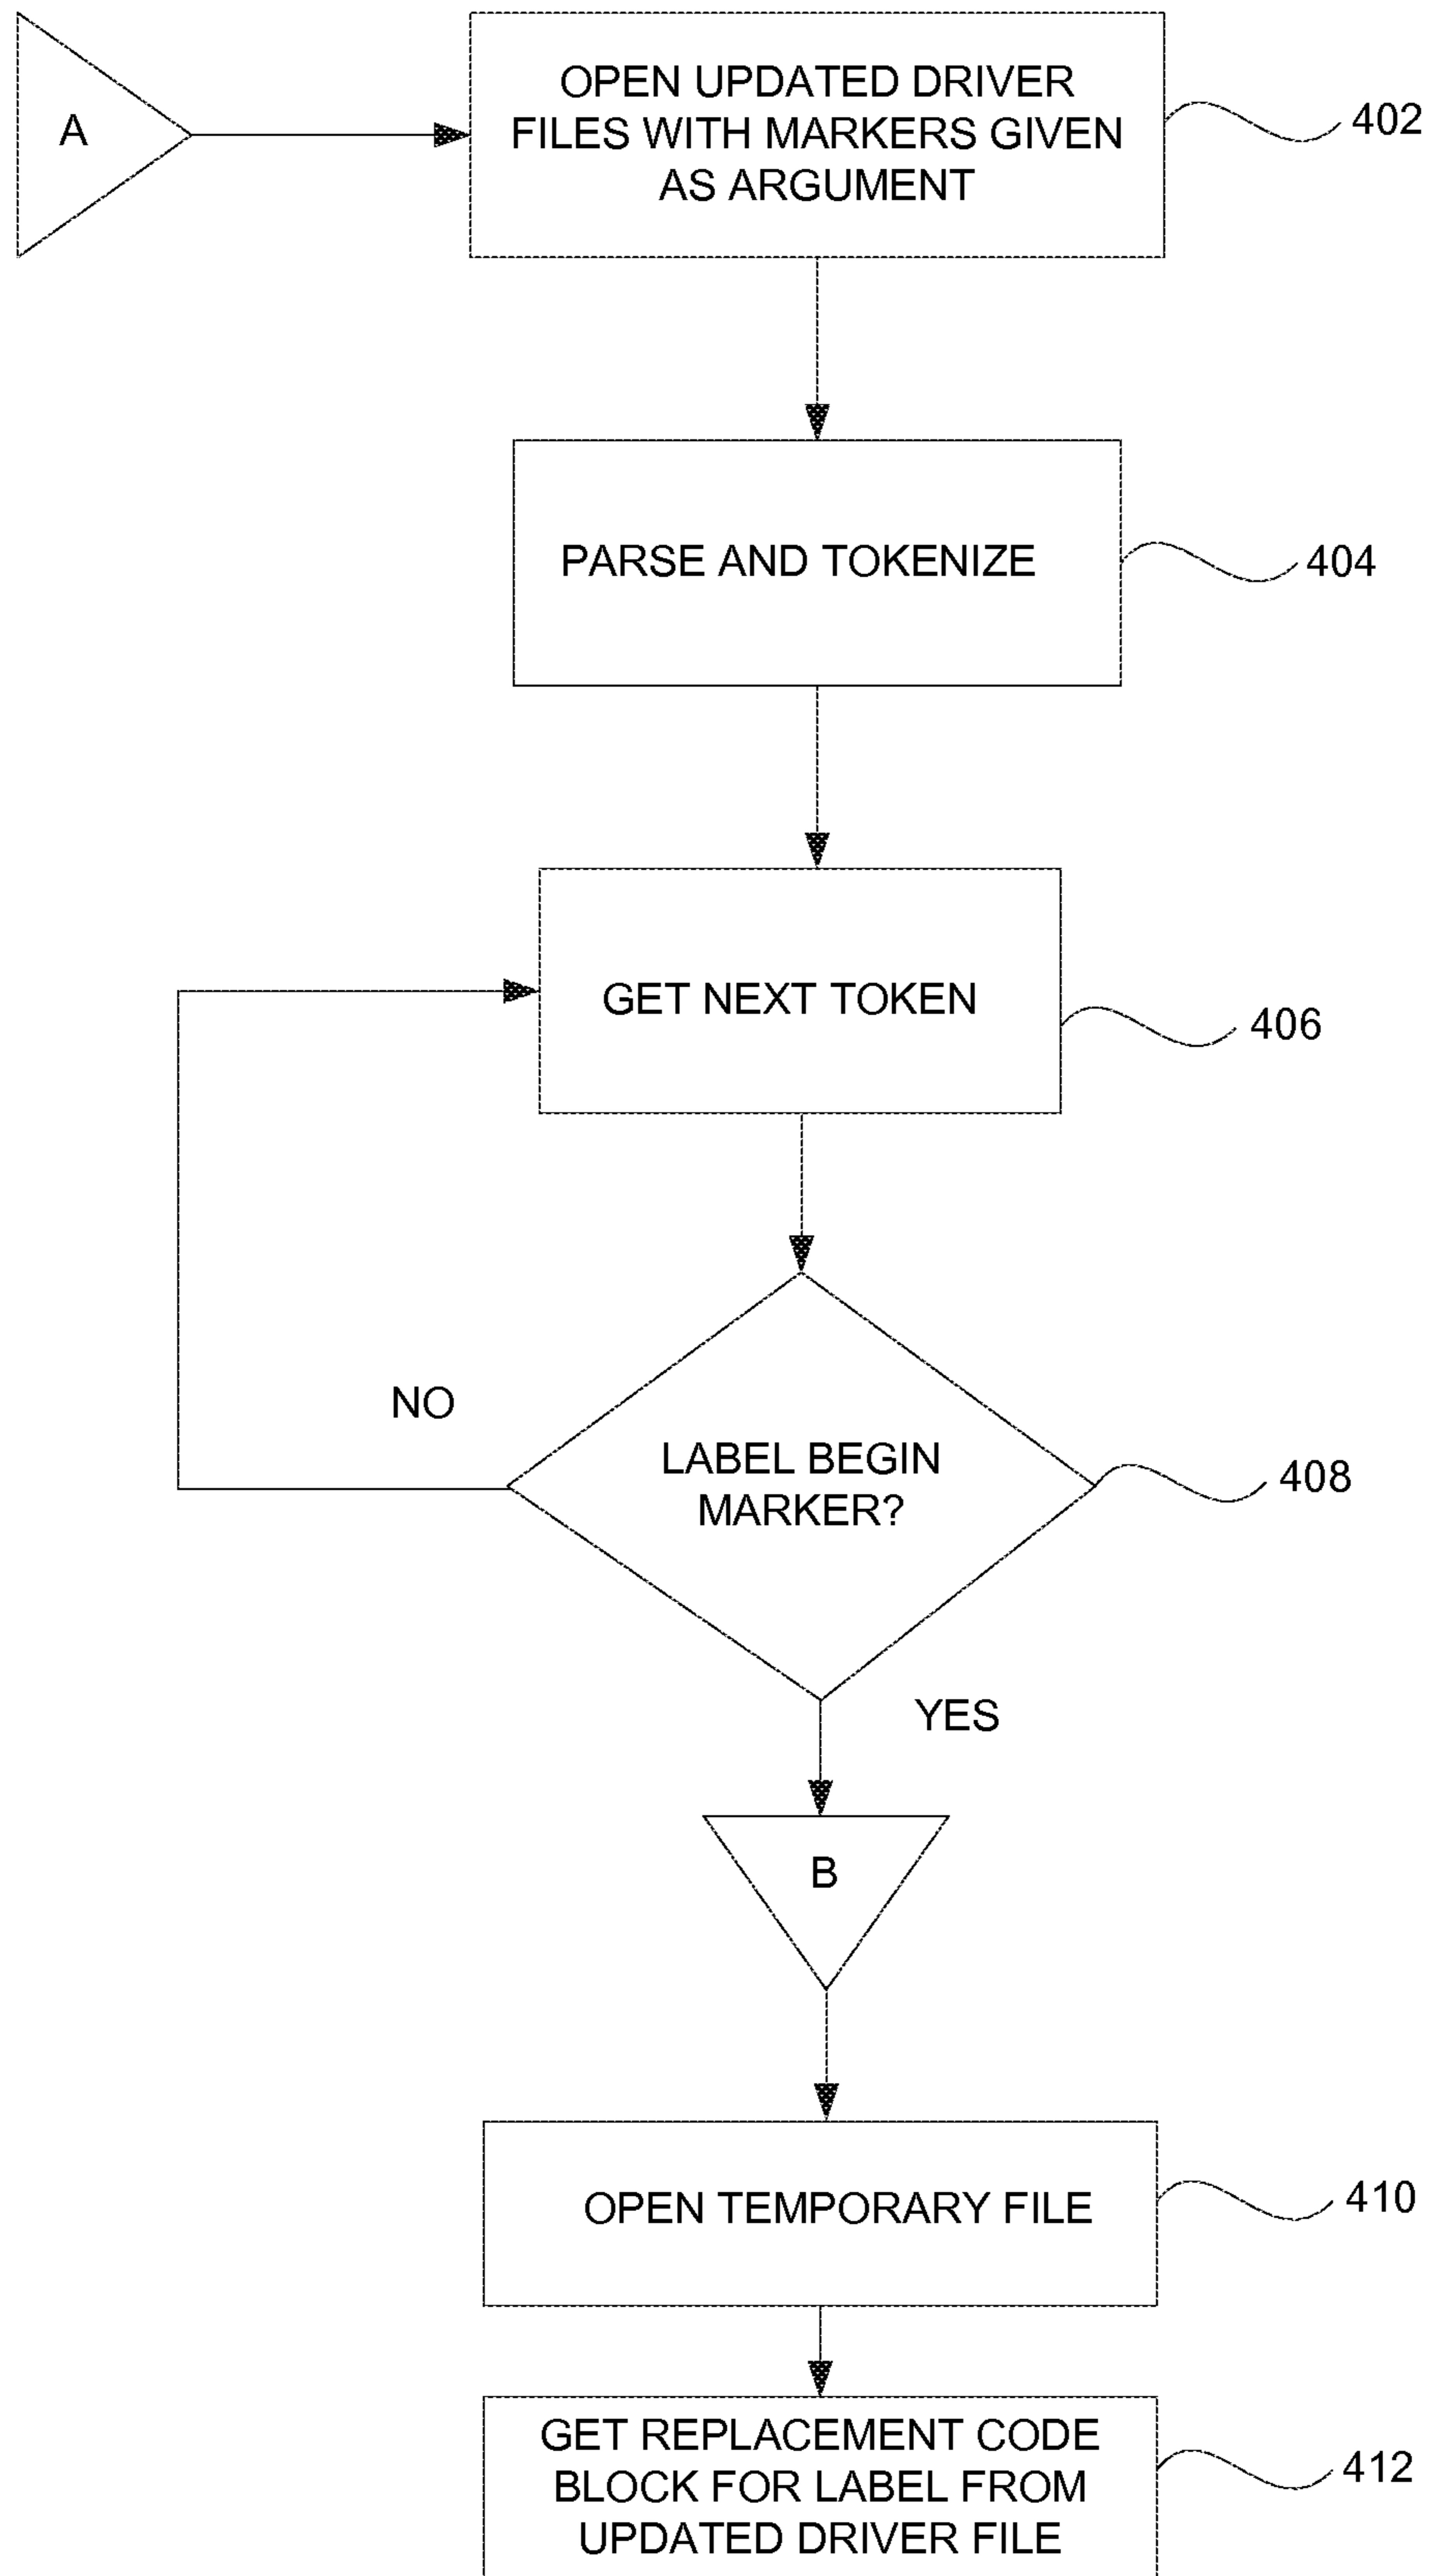 A
OPEN UPDATED DRIVER
FILES WITH MARKERS GIVEN
AS ARGUMENT
402
PARSE AND TOKENIZE
404
GET NEXT TOKEN
406
NO
LABEL BEGIN
MARKER?
408
YES
B
OPEN TEMPORARY FILE
410
GET REPLACEMENT CODE
BLOCK FOR LABEL FROM
UPDATED DRIVER FILE
412